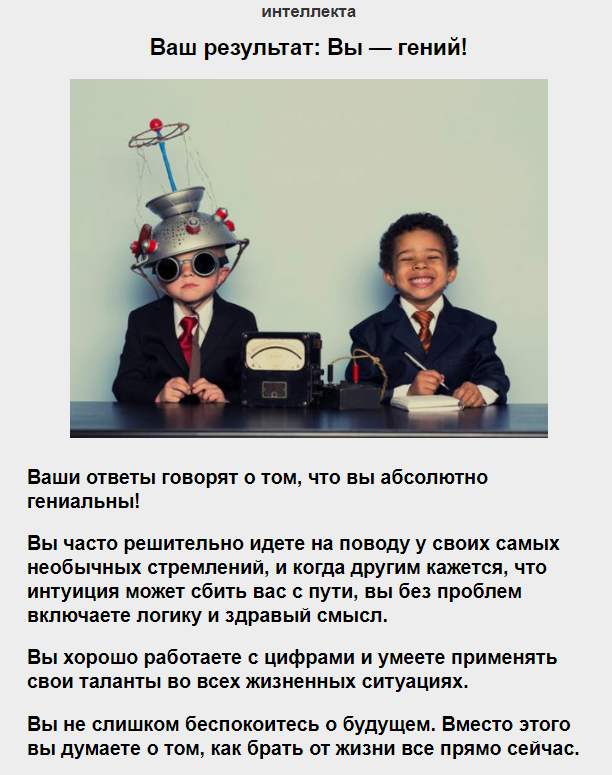 интеллекта
Ваш результат: Вы — гений!
Ваши ответы говорят о том, что вы абсолютно
гениальны!
Вы часто решительно идете на поводу у своих самых
необычных стремлений, и когда другим кажется, что
интуиция может сбить вас с пути, вы без проблем
включаете логику и здравый смысл.
Вы хорошо работаете с цифрами и умеете применять
свои таланты во всех жизненных ситуациях.
Вы не слишком беспокоитесь о будущем. Вместо этого
вы думаете о том, как брать от жизни все прямо сейчас.